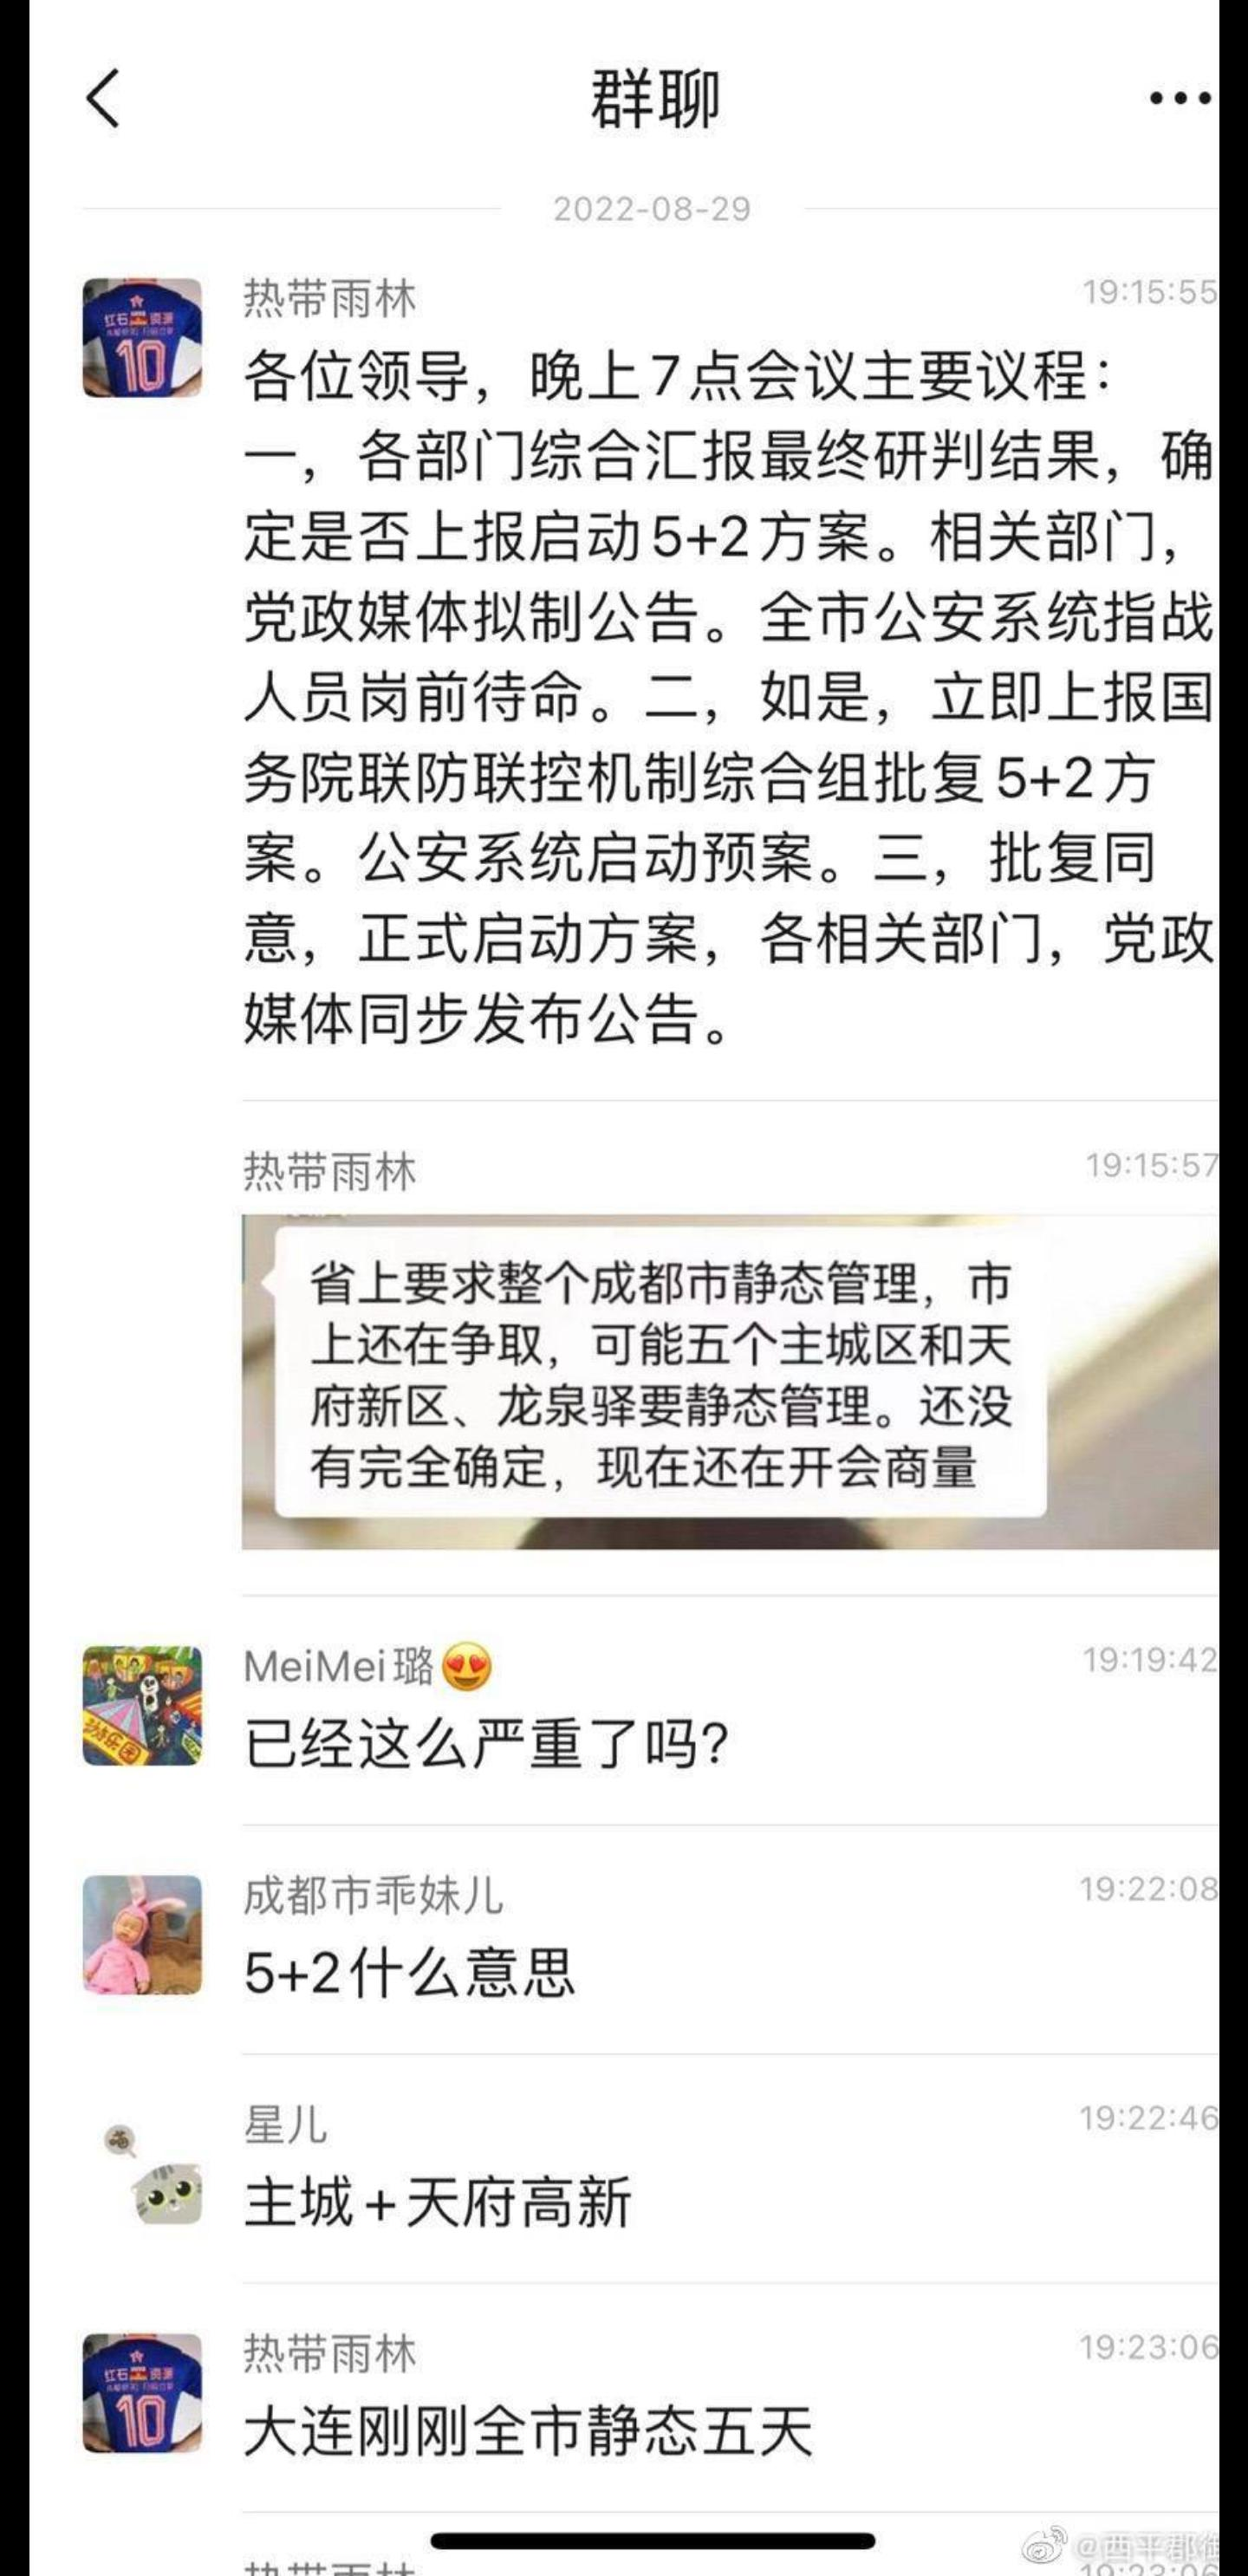 群聊
2022-08-29
热带雨林
19:15:55
各位领导，晚上7点会议主要议程：
一，各部门综合汇报最终研判结果，确
定是否上报启动5+2方案。相关部门，
党政媒体拟制公告。全市公安系统指战
人员岗前待命。二，如是，立即上报国
务院联防联控机制综合组批复5+2方
案。公安系统启动预案。三，批复同
意，正式启动方案，各相关部门，党政
媒体同步发布公告。
热带雨林
19:15:57
省上要求整个成都市静态管理，市
上还在争取，可能五个主城区和天
府新区、龙泉驿要静态管理。还没
有完全确定，现在还在开会商量
MeiMei璐😍
19:19:42
已经这么严重了吗？
成都市乖妹儿
19:22:08
5+2什么意思
星儿
19:22:46
主城+天府高新
热带雨林
19:23:06
大连刚刚全市静态五天
10
10
@西平郡